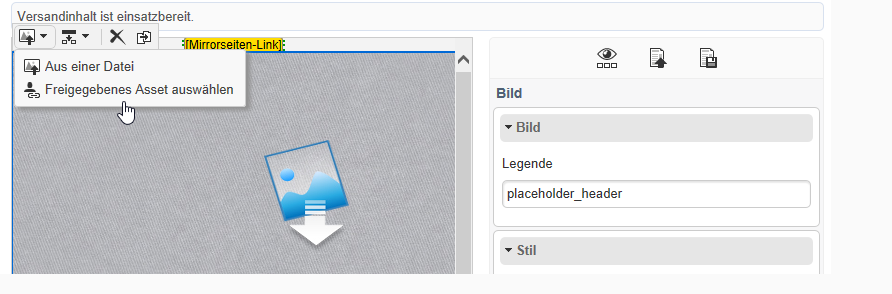 Versandinhalt ist einsatzbereit.
[Mirrorseiten-Link]
Aus einer Datei
Freigegebenes Asset auswählen
Bild
Bild
Legende
placeholder_header
Stil